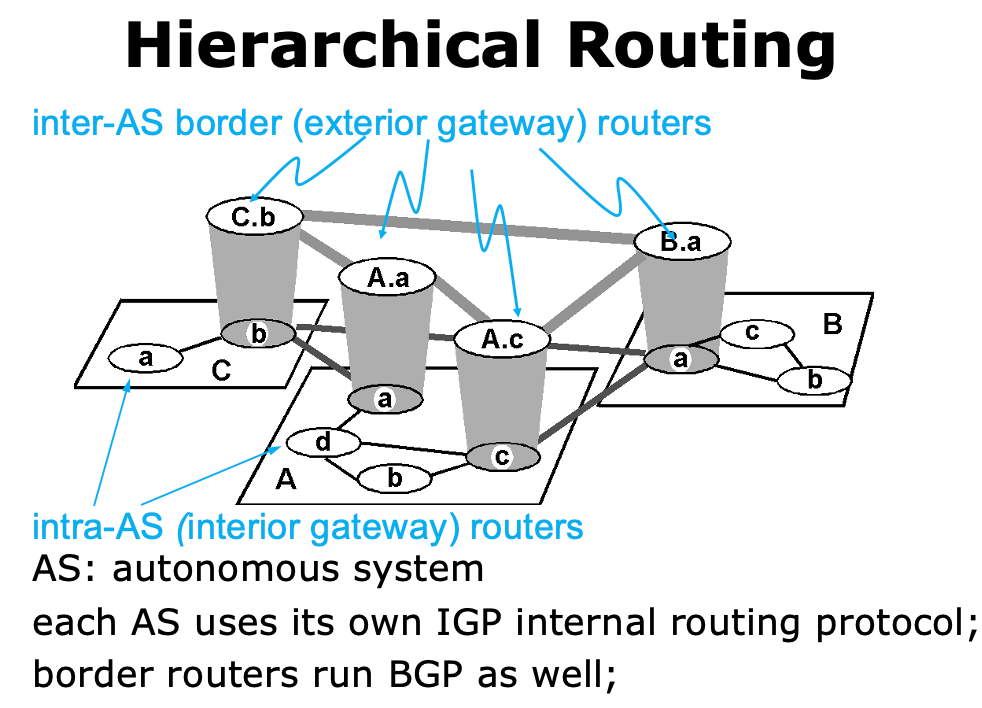 Hierarchical Routing
inter-AS border (exterior gateway) routers
C.b
B.a
A.a
A.c
b
a
C
a
c
B
a
b
d
c
b
A
intra-AS (interior gateway) routers
AS: autonomous system
each AS uses its own IGP internal routing protocol;
border routers run BGP as well;